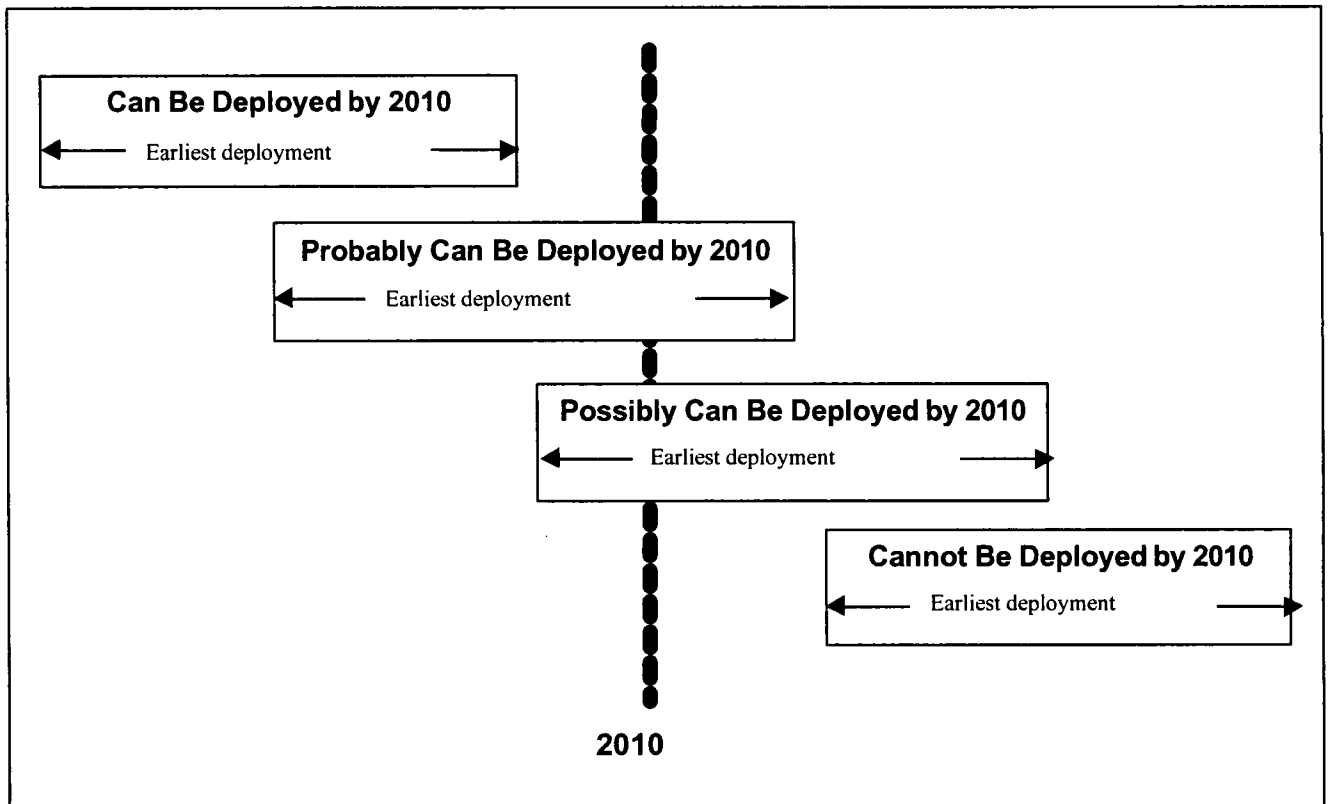 Can Be Deployed by 2010
Earliest deployment
Probably Can Be Deployed by 2010
Earliest deployment
Possibly Can Be Deployed by 2010
Earliest deployment
Cannot Be Deployed by 2010
Earliest deployment
2010